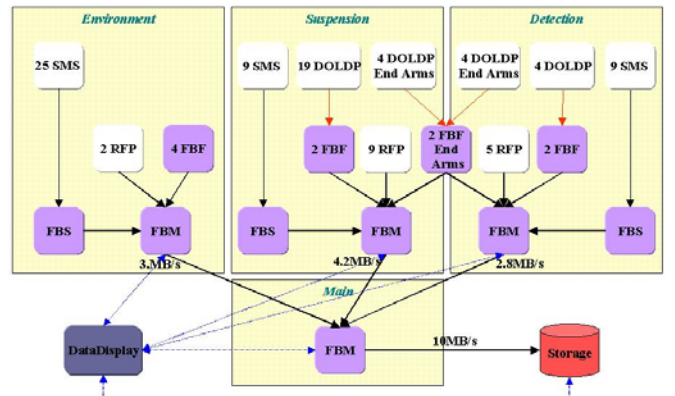 Environment
Suspension
Detection
25 SMS
9 SMS
19 DOLDP
4 DOLDP
End Arms
4 DOLDP
End Arms
4 DOLDP
9 SMS
2 RFP
4 FBF
2 FBF
9 RFP
2 FBF
End
Arms
5 RFP
2 FBF
FBS
FBM
FBS
FBM
FBM
FBS
3.MB/s
4.2MB/s
2.8MB/s
Main
DataDisplay
FBM
10MB/s
Storage